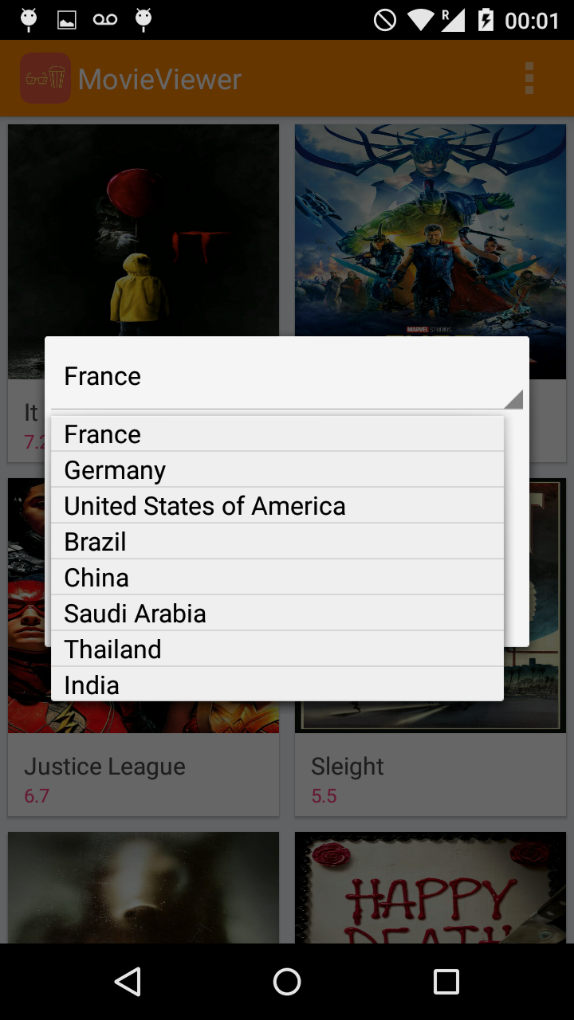 R
00:01
MovieViewer
MARVEL STUDIOS
France
It
7.2
France
Germany
United States of America
Brazil
China
Saudi Arabia
Thailand
India
Justice League
6.7
Sleight
5.5
HAPPY
DEATH